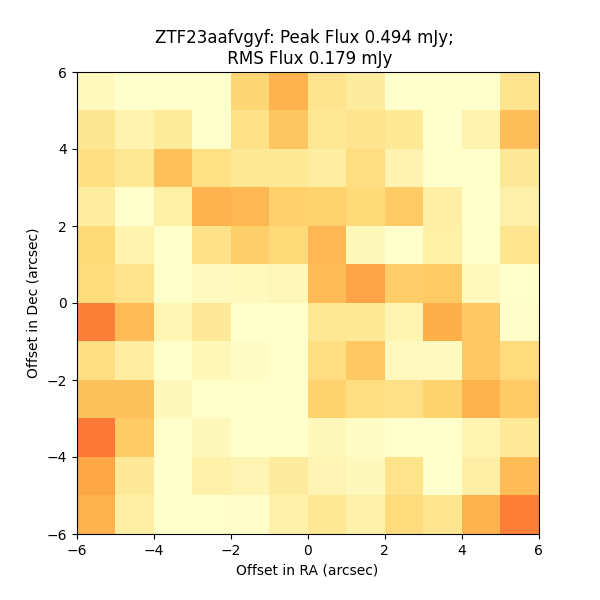 ZTF23aafvgyf: Peak Flux 0.494 mJy;
RMS Flux 0.179 mJy
6
4
2
0
−2
−4
−6
Offset in Dec (arcsec)
−6 −4 −2 0 2 4 6
Offset in RA (arcsec)